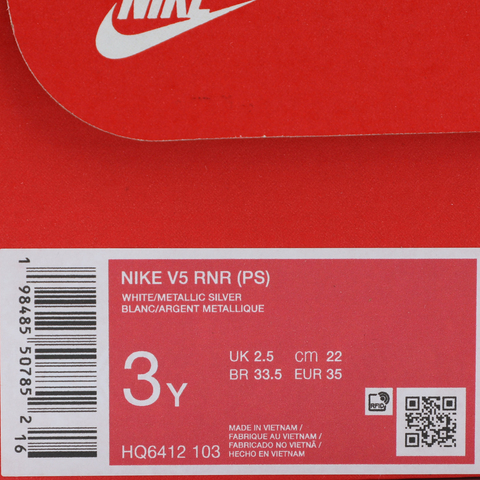 NIKE
NIKE V5 RNR (PS)
WHITE/METALLIC SILVER
BLANC/ARGENT METALLIQUE
3Y
UK 2.5 cm 22
BR 33.5 EUR 35
RFID
HQ6412 103
MADE IN VIETNAM /
FABRIQUE AU VIETNAM /
FABRICADO NO VIETNÃ /
HECHO EN VIETNAM
1 98485 50785 2 16